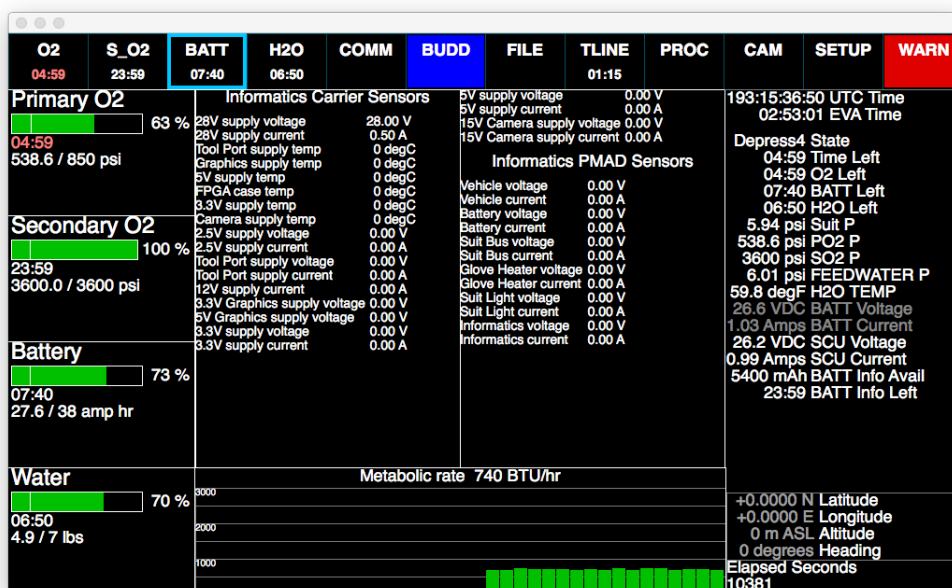 O2 S_O2 BATT H2O COMM BUDD FILE TLINE PROC CAM SETUP WARN
04:59 23:59 07:40 06:50 01:15
Primary O2
63 %
04:59
538.6 / 850 psi
Secondary O2
100 %
23:59
3600.0 / 3600 psi
Battery
73 %
07:40
27.6 / 38 amp hr
Water
70 %
06:50
4.9 / 7 lbs
Informatics Carrier Sensors
28V supply voltage 28.00 V
28V supply current 0.50 A
Tool Port supply temp 0 degC
Graphics supply temp 0 degC
5V supply temp 0 degC
FPGA case temp 0 degC
3.3V supply temp 0 degC
Camera supply temp 0 degC
2.5V supply voltage 0.00 V
2.5V supply current 0.00 A
Tool Port supply voltage 0.00 V
Tool Port supply current 0.00 A
12V supply current 0.00 A
3.3V Graphics supply voltage 0.00 V
5V Graphics supply voltage 0.00 V
3.3V supply voltage 0.00 V
3.3V supply current 0.00 A
5V supply voltage 0.00 V
5V supply current 0.00 A
15V Camera supply voltage 0.00 V
15V Camera supply current 0.00 A
Informatics PMAD Sensors
Vehicle voltage 0.00 V
Vehicle current 0.00 A
Battery voltage 0.00 V
Battery current 0.00 A
Suit Bus voltage 0.00 V
Suit Bus current 0.00 A
Glove Heater voltage 0.00 V
Glove Heater current 0.00 A
Suit Light voltage 0.00 V
Suit Light current 0.00 A
Informatics voltage 0.00 V
Informatics current 0.00 A
Metabolic rate 740 BTU/hr
3000
2000
1000
193:15:36:50 UTC Time
02:53:01 EVA Time
Depress4 State
04:59 Time Left
04:59 O2 Left
07:40 BATT Left
06:50 H2O Left
5.94 psi Suit P
538.6 psi PO2 P
3600 psi SO2 P
6.01 psi FEEDWATER P
59.8 degF H2O TEMP
26.6 VDC BATT Voltage
1.03 Amps BATT Current
26.2 VDC SCU Voltage
0.99 Amps SCU Current
5400 mAh BATT Info Avail
23:59 BATT Info Left
+0.0000 N Latitude
+0.0000 E Longitude
0 m ASL Altitude
0 degrees Heading
Elapsed Seconds
10381